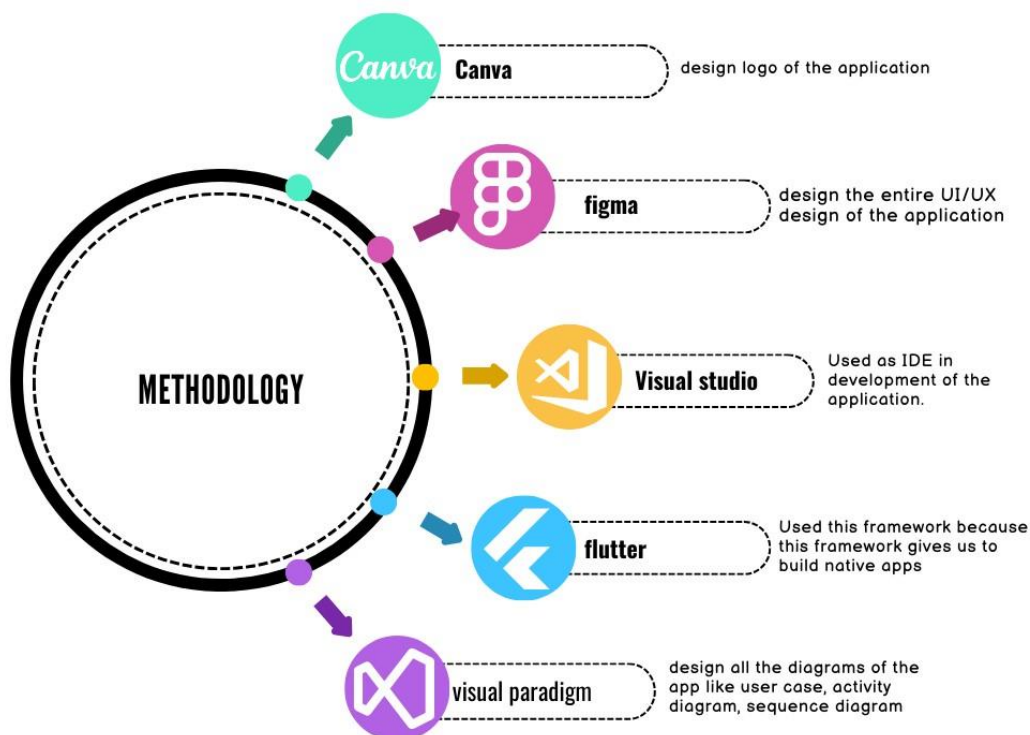 Canva
Canva
design logo of the application
figma
design the entire UI/UX
design of the application
METHODOLOGY
Visual studio
Used as IDE in
development of the
application.
flutter
Used this framework because
this framework gives us to
build native apps
visual paradigm
design all the diagrams of the
app like user case, activity
diagram, sequence diagram